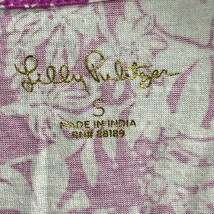 Lilly Pulitzer
S
MADE IN INDIA
RN# 88189